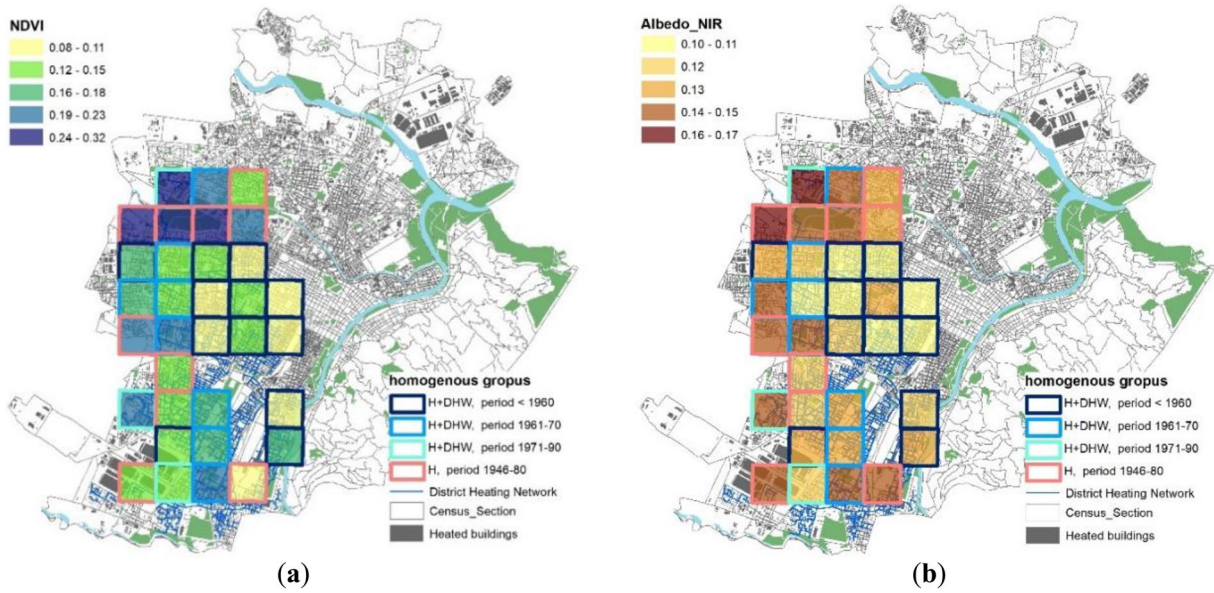 NDVI
0.08 - 0.11
0.12 - 0.15
0.16 - 0.18
0.19 - 0.23
0.24 - 0.32
homogenous gropus
H+DHW, period < 1960
H+DHW, period 1961-70
H+DHW, period 1971-90
H, period 1946-80
District Heating Network
Census_Section
Heated buildings
(a)
Albedo_NIR
0.10 - 0.11
0.12
0.13
0.14 - 0.15
0.16 - 0.17
homogenous gropus
H+DHW, period < 1960
H+DHW, period 1961-70
H+DHW, period 1971-90
H, period 1946-80
District Heating Network
Census_Section
Heated buildings
(b)